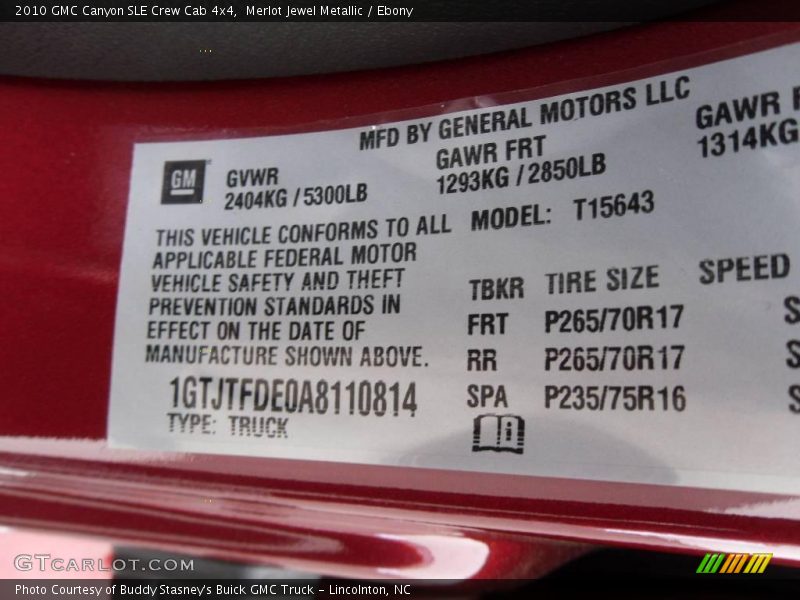 2010 GMC Canyon SLE Crew Cab 4x4, Merlot Jewel Metallic / Ebony
MFD BY GENERAL MOTORS LLC
GM
GVWR
2404KG / 5300LB
GAWR FRT
1293KG / 2850LB
GAWR
1314KG
THIS VEHICLE CONFORMS TO ALL
APPLICABLE FEDERAL MOTOR
VEHICLE SAFETY AND THEFT
PREVENTION STANDARDS IN
EFFECT ON THE DATE OF
MANUFACTURE SHOWN ABOVE.
1GTJTFDE0A8110814
TYPE: TRUCK
MODEL: T15643
TBKR TIRE SIZE SPEED
FRT P265/70R17 S
RR P265/70R17 S
SPA P235/75R16 S
GTCARLOT.COM
Photo Courtesy of Buddy Stasney's Buick GMC Truck – Lincolnton, NC